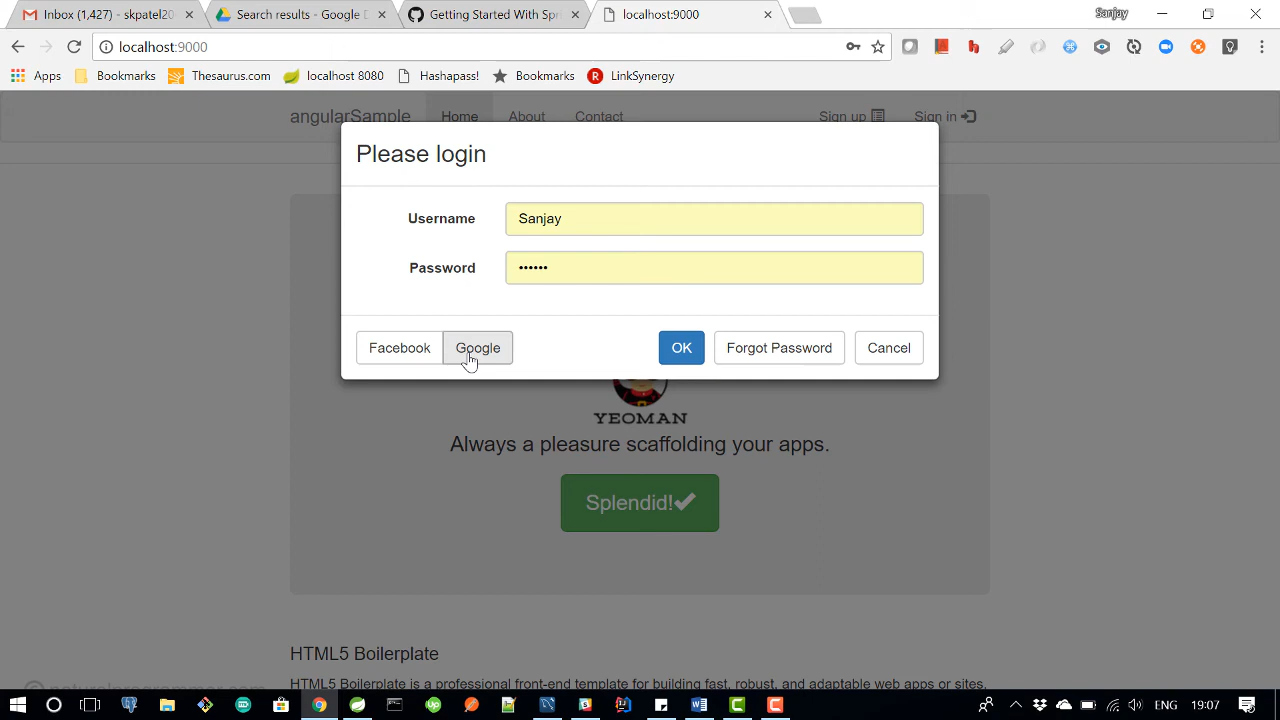 Inbox (1,427) - skpatel20
Search results - Google D
Getting Started With Spr
localhost:9000
Sanjay
localhost:9000
Apps
Bookmarks
Thesaurus.com
localhost 8080
Hashapass!
Bookmarks
LinkSynergy
angularSample
Home
About
Contact
Sign up
Sign in
Please login
Username
Sanjay
Password
••••••
Facebook
Google
OK
Forgot Password
Cancel
YEOMAN
Always a pleasure scaffolding your apps.
Splendid!
HTML5 Boilerplate
HTML5 Boilerplate is a professional front-end template for building fast, robust, and adaptable web apps or sites.
© naturalprogrammer.com
ENG
19:07